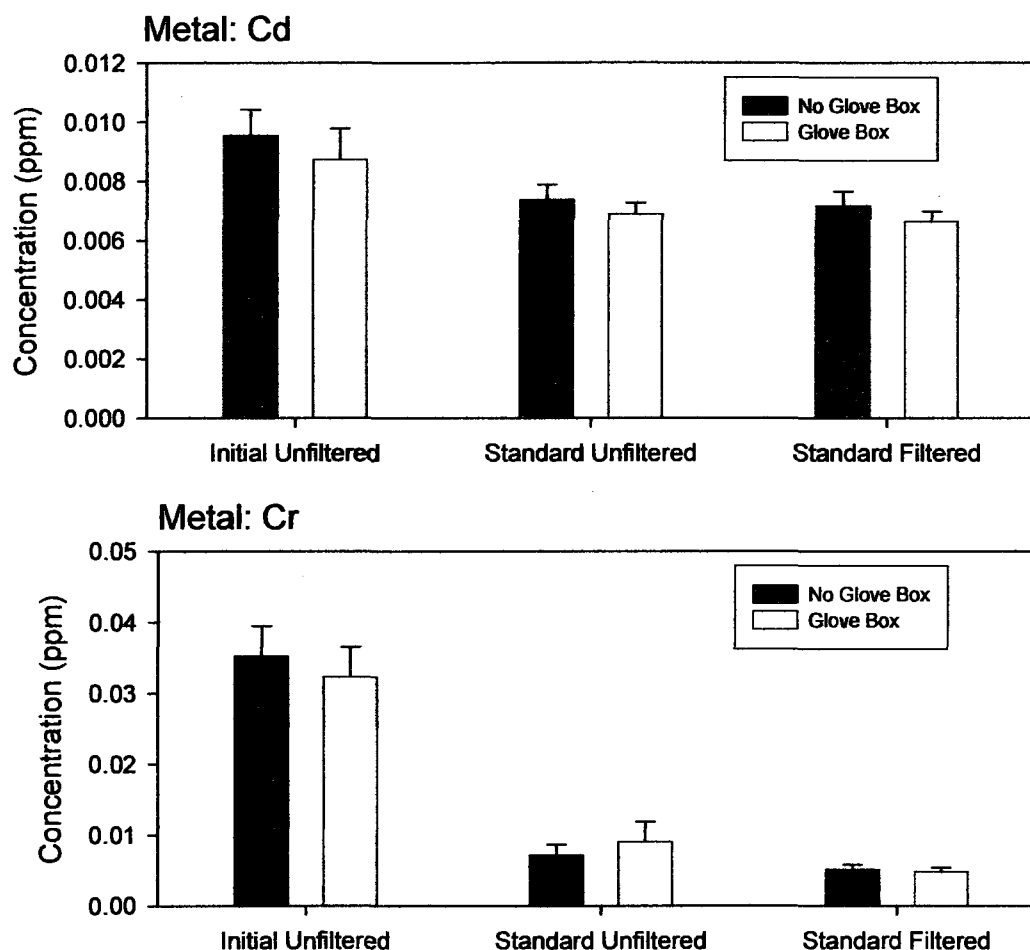 Metal: Cd
Concentration (ppm)
0.012
0.010
0.008
0.006
0.004
0.002
0.000
No Glove Box
Glove Box
Initial Unfiltered
Standard Unfiltered
Standard Filtered
Metal: Cr
Concentration (ppm)
0.05
0.04
0.03
0.02
0.01
0.00
No Glove Box
Glove Box
Initial Unfiltered
Standard Unfiltered
Standard Filtered